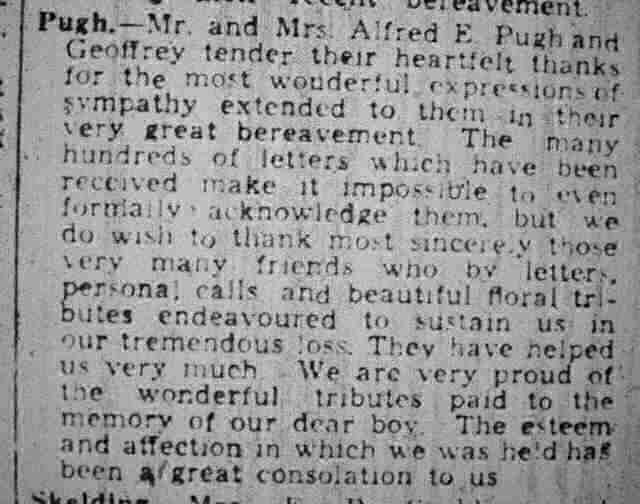 recent bereavement.
Pugh.—Mr. and Mrs. Alfred E. Pugh and
Geoffrey tender their heartfelt thanks
for the most wonderful expressions of
sympathy extended to them in their
very great bereavement. The many
hundreds of letters which have been
received make it impossible to even
formally acknowledge them, but we
do wish to thank most sincerely those
very many friends who by letters,
personal calls and beautiful floral tri-
butes endeavoured to sustain us in
our tremendous loss. They have helped
us very much. We are very proud of
the wonderful tributes paid to the
memory of our dear boy. The esteem
and affection in which we was held has
been a great consolation to us
Skelding